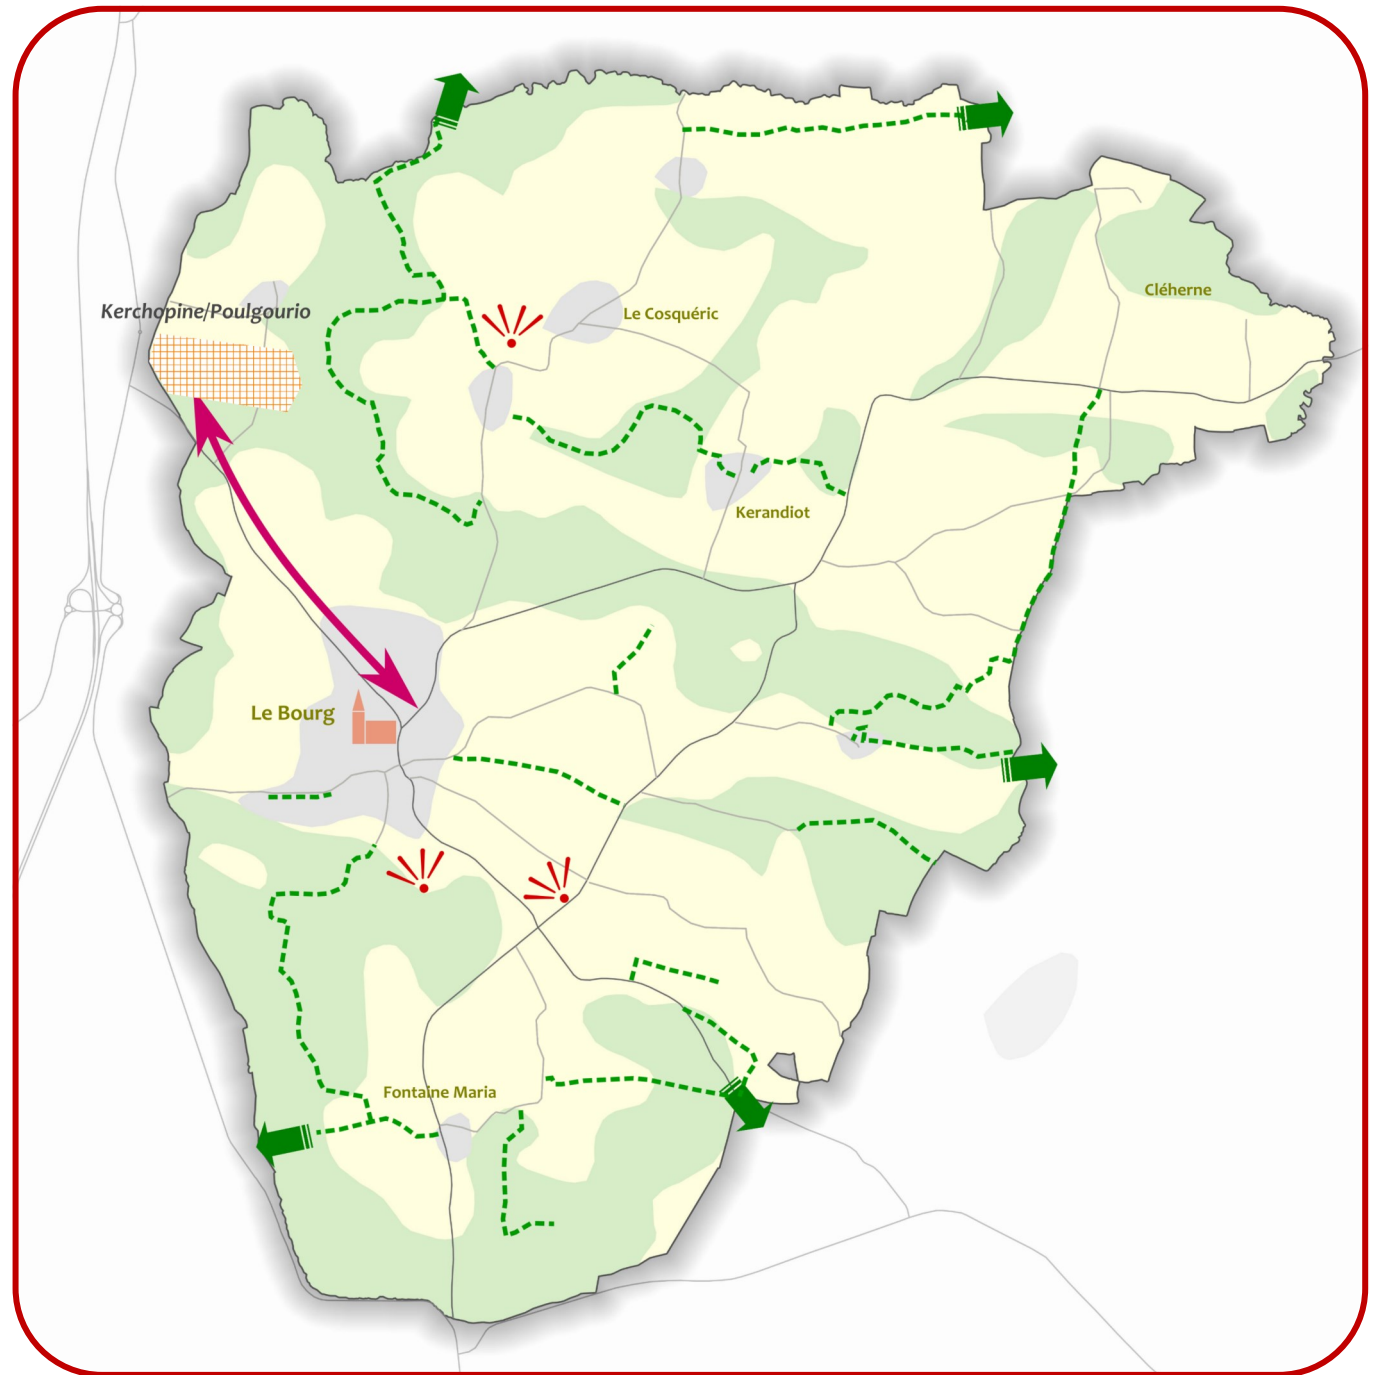 Cléherne
Kerchopine/Poulgourio
Le Cosquéric
Kerandiot
Le Bourg
Fontaine Maria